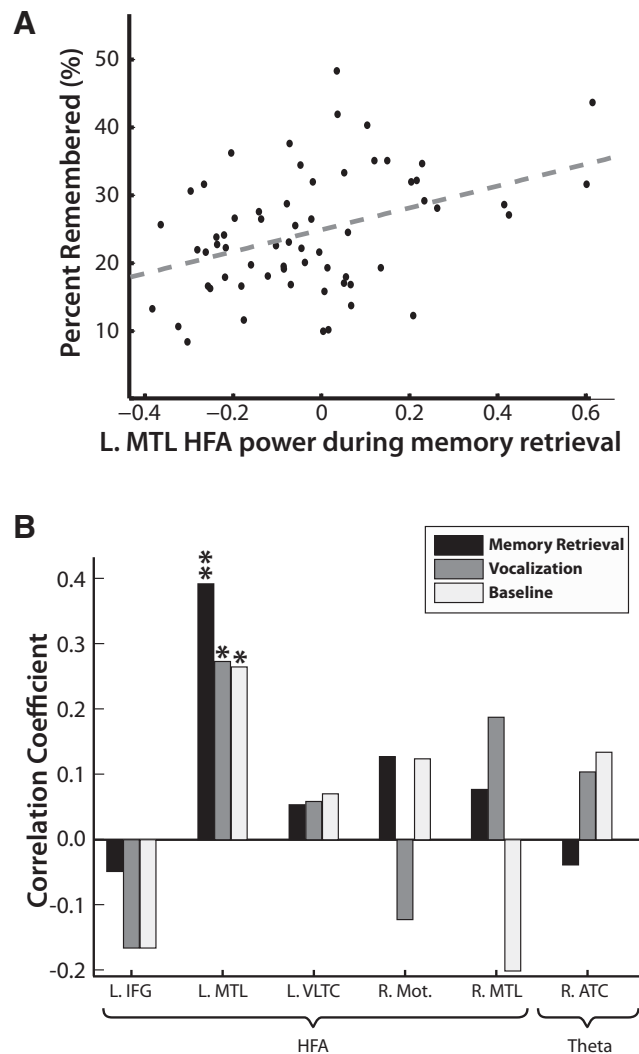 A
Percent Remembered (%)
50
40
30
20
10
−0.4 −0.2 0 0.2 0.4 0.6
L. MTL HFA power during memory retrieval
B
Memory Retrieval
Vocalization
Baseline
Correlation Coefficient
0.4
0.3
0.2
0.1
0.0
-0.1
-0.2
** * *
L. IFG L. MTL L. VLTC R. Mot. R. MTL R. ATC
HFA Theta